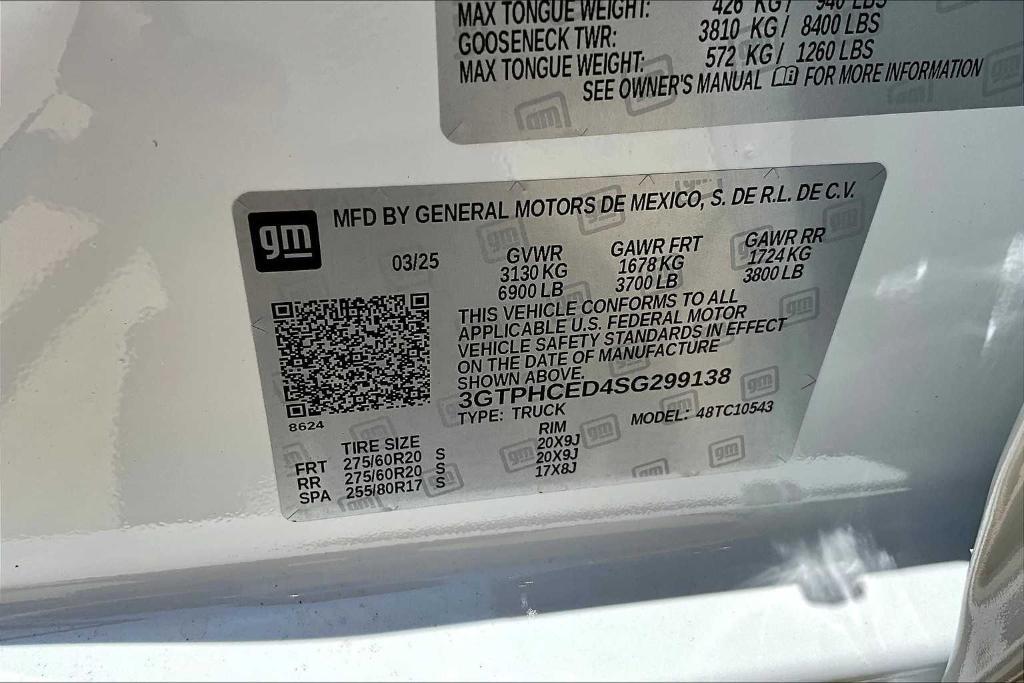 MAX TONGUE WEIGHT: 426 KG / 940 LBS
GOOSENECK TWR: 3810 KG / 8400 LBS
MAX TONGUE WEIGHT: 572 KG / 1260 LBS
SEE OWNER'S MANUAL FOR MORE INFORMATION
gm
MFD BY GENERAL MOTORS DE MEXICO, S. DE R.L. DE C.V.
03/25 GVWR GAWR FRT GAWR RR
3130 KG 1678 KG 1724 KG
6900 LB 3700 LB 3800 LB
THIS VEHICLE CONFORMS TO ALL
APPLICABLE U.S. FEDERAL MOTOR
VEHICLE SAFETY STANDARDS IN EFFECT
ON THE DATE OF MANUFACTURE
SHOWN ABOVE.
3GTPHCED4SG299138
TYPE: TRUCK MODEL: 48TC10543
8624
TIRE SIZE RIM
FRT 275/60R20 S 20X9J
RR 275/60R20 S 20X9J
SPA 255/80R17 S 17X8J